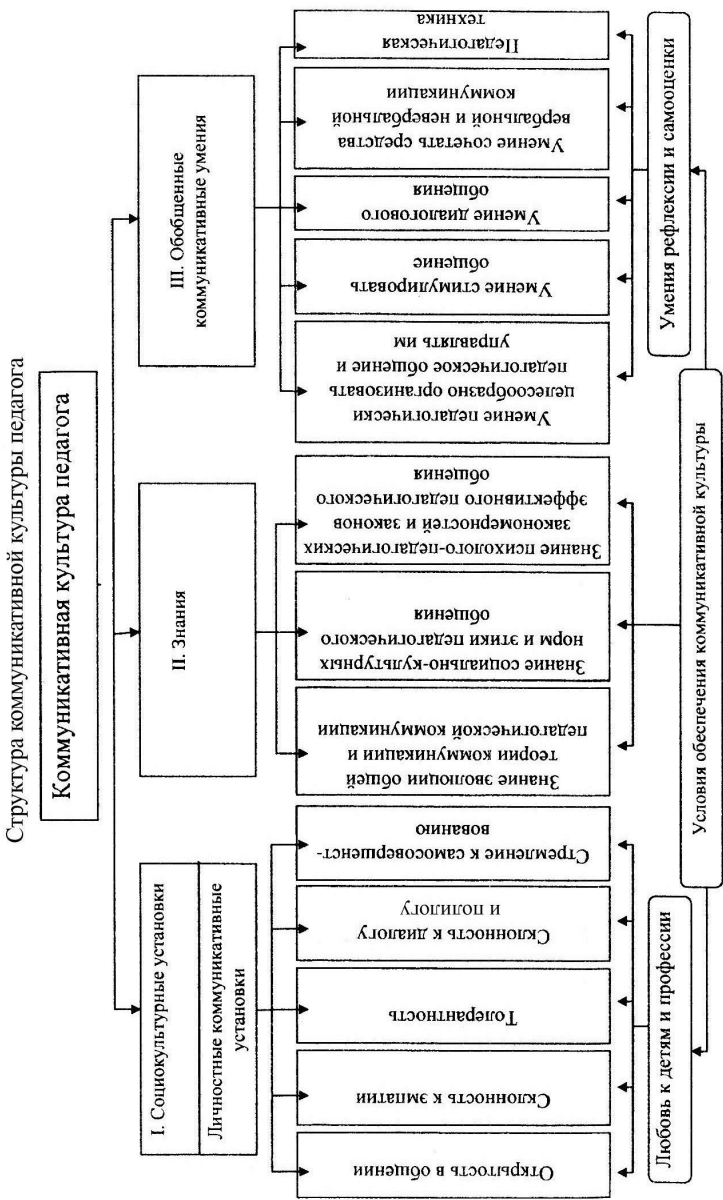 Структура коммуникативной культуры педагога
Коммуникативная культура педагога
I. Социокультурные установки
Личностные коммуникативные
установки
II. Знания
III. Обобщенные
коммуникативные умения
Открытость в общении
Склонность к эмпатии
Толерантность
Склонность к диалогу
и полилогу
Стремление к самосовершенст-
вованию
Знание эволюции общей
теории коммуникации и
педагогической коммуникации
Знание социально-культурных
норм и этики педагогического
общения
Знание психолого-педагогических
закономерностей и законов
эффективного педагогического
общения
Умение педагогически
целесообразно организовать
педагогическое общение и
управлять им
Умение стимулировать
общение
Умение диалогового
общения
Умение сочетать средства
вербальной и невербальной
коммуникации
Педагогическая
техника
Любовь к детям и профессии
Умения рефлексии и самооценки
Условия обеспечения коммуникативной культуры